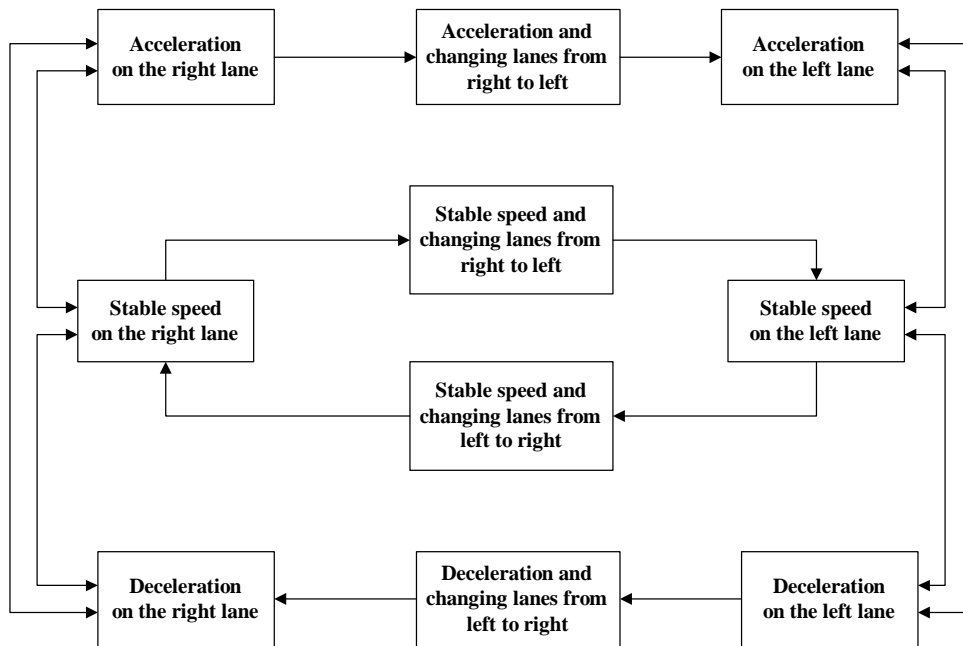 Acceleration
on the right lane
Acceleration and
changing lanes from
right to left
Acceleration
on the left lane
Stable speed and
changing lanes from
right to left
Stable speed
on the right lane
Stable speed
on the left lane
Stable speed and
changing lanes from
left to right
Deceleration
on the right lane
Deceleration and
changing lanes from
left to right
Deceleration
on the left lane